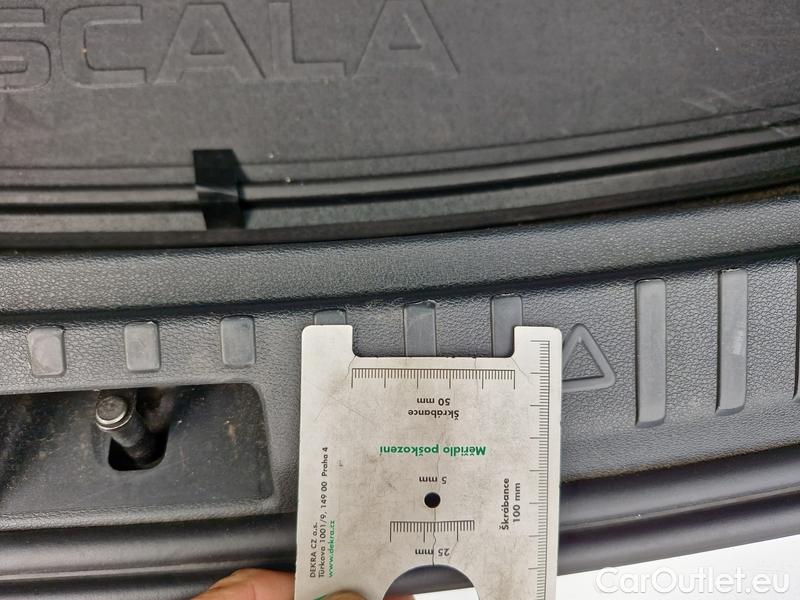 SCALA
50 mm
Škrábance
Měřidlo poškození
5 mm
Škrábance
100 mm
25 mm
DEKRA CZ a.s.
Türkova 1001/9, 149 00 Praha 4
www.dekra.cz
CarOutlet.eu